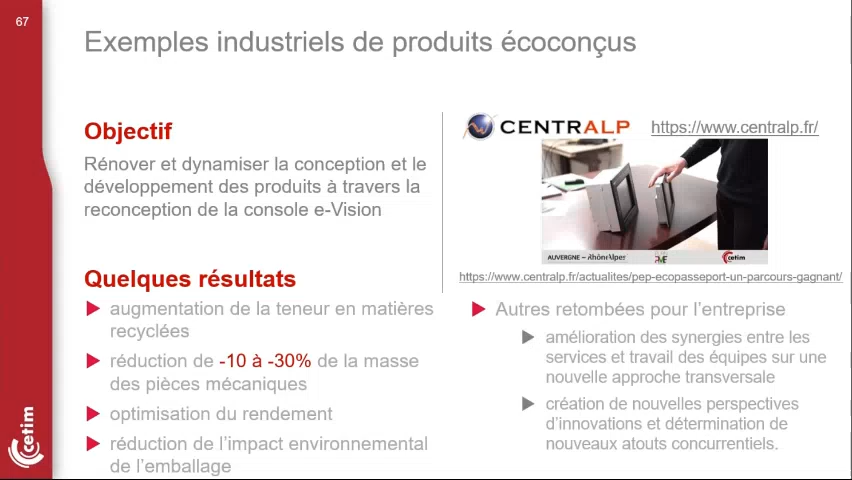 67
Exemples industriels de produits écoconçus
Objectif
Rénover et dynamiser la conception et le
développement des produits à travers la
reconception de la console e-Vision
Quelques résultats
augmentation de la teneur en matières
recyclées
réduction de -10 à -30% de la masse
des pièces mécaniques
optimisation du rendement
réduction de l'impact environnemental
de l'emballage
CENTRALP
https://www.centralp.fr/
AUVERGNE – RhôneAlpes
PME
cetim
https://www.centralp.fr/actualites/pep-ecopasseport-un-parcours-gagnant/
Autres retombées pour l'entreprise
amélioration des synergies entre les
services et travail des équipes sur une
nouvelle approche transversale
création de nouvelles perspectives
d'innovations et détermination de
nouveaux atouts concurrentiels.
cetim